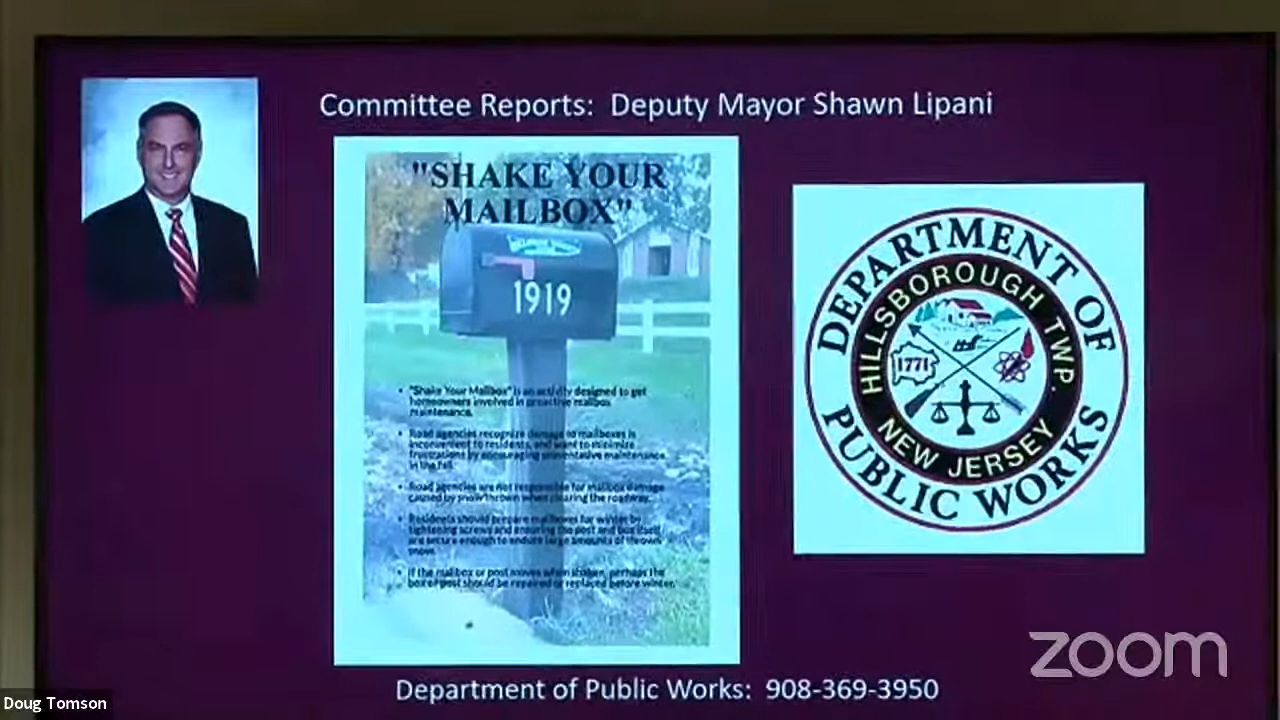 Committee Reports: Deputy Mayor Shawn Lipani
"SHAKE YOUR
MAILBOX"
1919
• "Shake Your Mailbox" is an activity designed to get
homeowners involved in proactive mailbox
maintenance.
• Road agencies recognize damage to mailboxes is
inconvenient to residents, and want to minimize
frustrations by encouraging preventative maintenance
in the fall.
• Road agencies are not responsible for mailbox damage
caused by snow thrown when clearing the roadway.
• Residents should prepare mailboxes for winter by
tightening screws and ensuring the post and box itself
are secure enough to endure large amounts of thrown
snow.
• If the mailbox or post moves when shaken, perhaps the
box or post should be repaired or replaced before winter.
DEPARTMENT OF
PUBLIC WORKS
HILLSBOROUGH TWP.
NEW JERSEY
1771
Department of Public Works: 908-369-3950
zoom
Doug Tomson